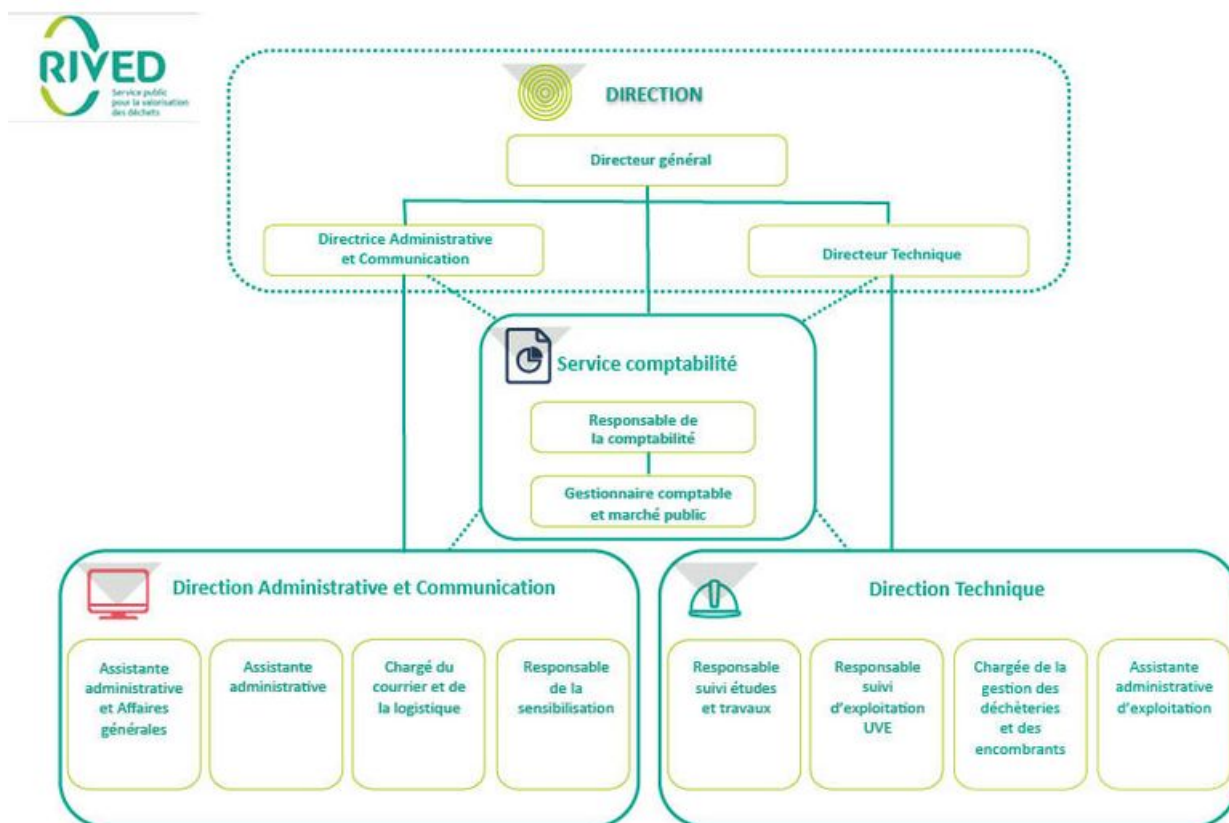 RIVED
Service public
pour la valorisation
des déchets
DIRECTION
Directeur général
Directrice Administrative
et Communication
Directeur Technique
Service comptabilité
Responsable de
la comptabilité
Gestionnaire comptable
et marché public
Direction Administrative et Communication
Assistante
administrative
et Affaires
générales
Assistante
administrative
Chargé du
courrier et de
la logistique
Responsable
de la
sensibilisation
Direction Technique
Responsable
suivi études
et travaux
Responsable
suivi
d'exploitation
UVE
Chargée de la
gestion des
déchèteries
et des
encombrants
Assistante
administrative
d'exploitation